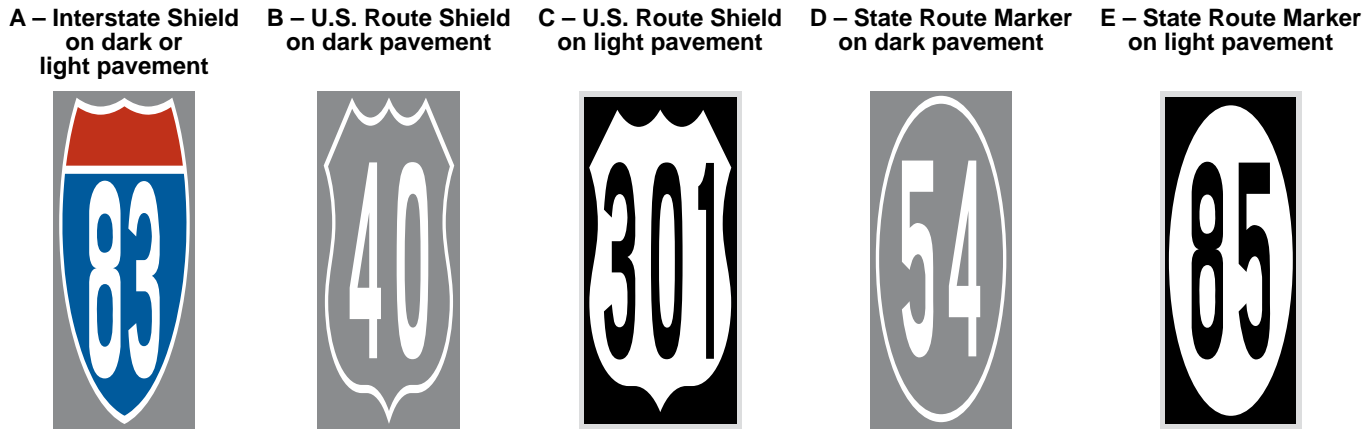 A – Interstate Shield
on dark or
light pavement
B – U.S. Route Shield
on dark pavement
C – U.S. Route Shield
on light pavement
D – State Route Marker
on dark pavement
E – State Route Marker
on light pavement
83
40
301
54
85